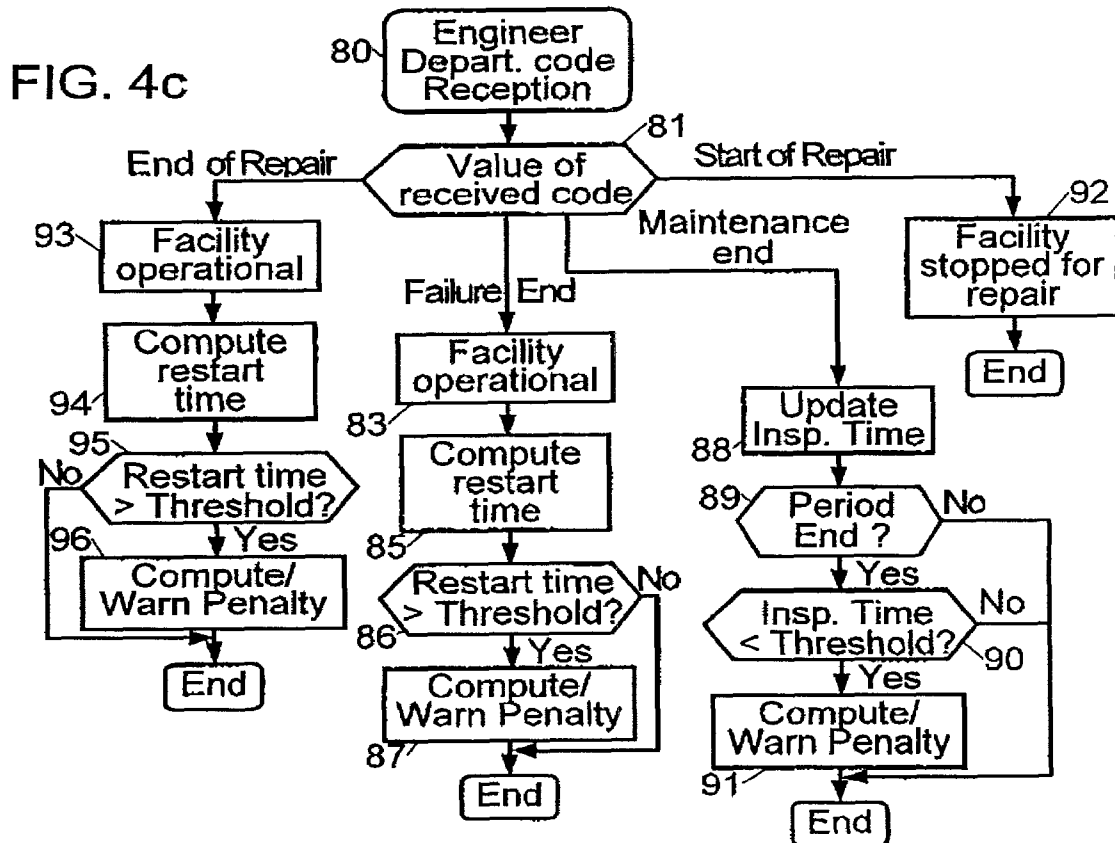 FIG. 4c
80
Engineer
Depart. code
Reception
81
Value of
received code
End of Repair
Start of Repair
Maintenance
end
Failure End
93
Facility
operational
94
Compute
restart
time
95
Restart time
> Threshold?
No
Yes
96
Compute/
Warn Penalty
End
Facility
operational
83
Compute
restart
time
85
Restart time
> Threshold?
86
No
Yes
Compute/
Warn Penalty
87
End
Update
Insp. Time
88
89
Period
End ?
No
Yes
Insp. Time
< Threshold?
90
No
Yes
Compute/
Warn Penalty
91
End
92
Facility
stopped for
repair
End